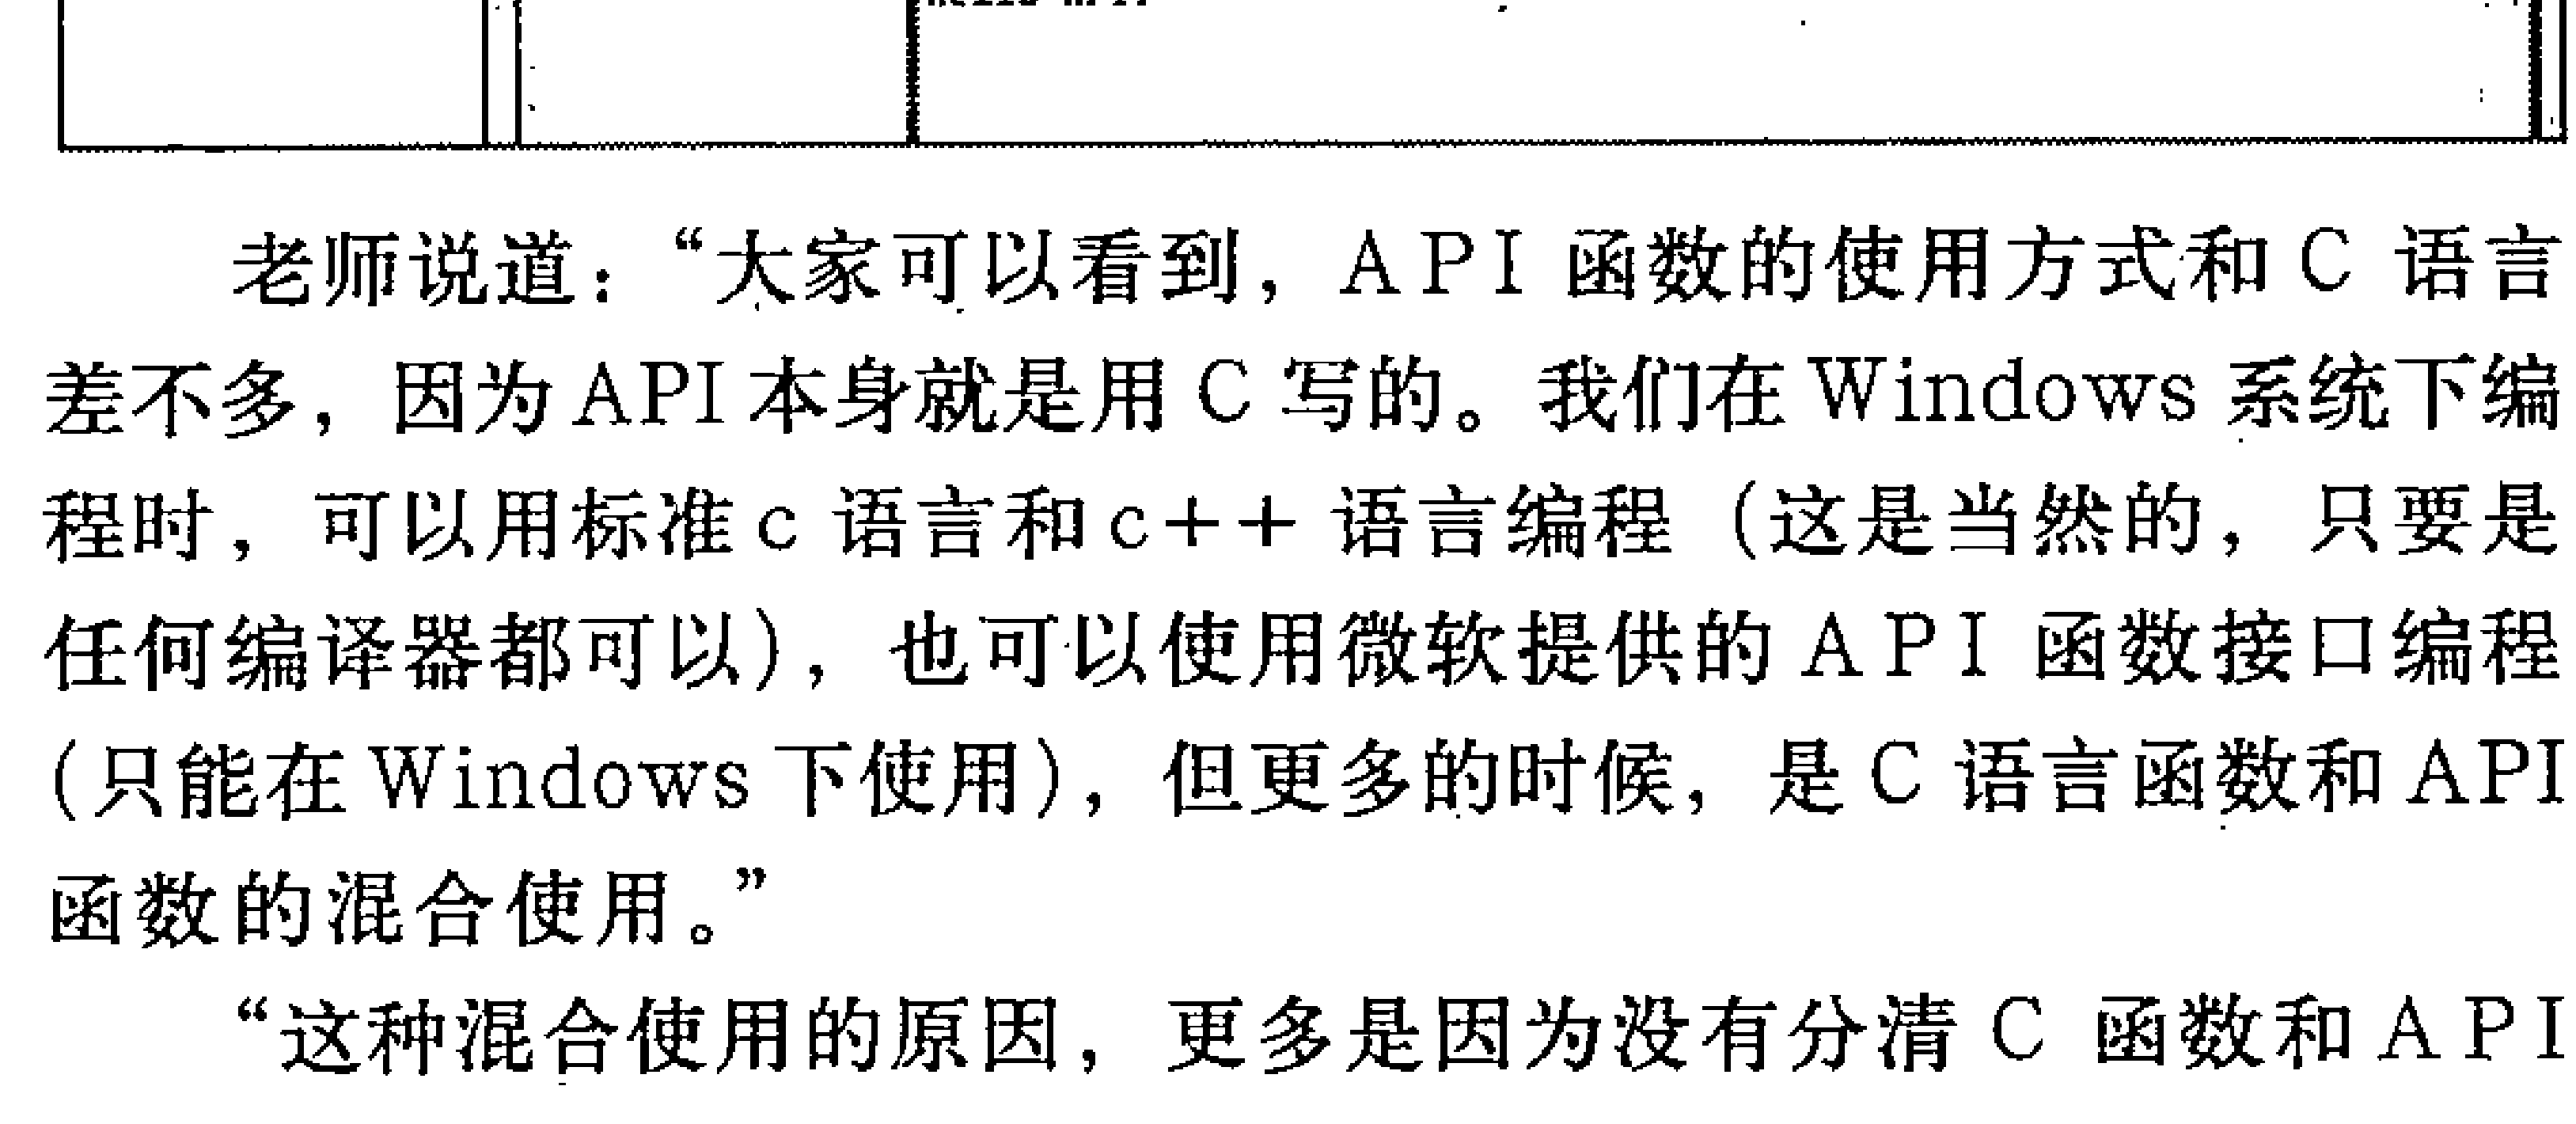 老师说道：“大家可以看到，API 函数的使用方式和 C 语言
差不多，因为 API 本身就是用 C 写的。我们在 Windows 系统下编
程时，可以用标准 c 语言和 c++ 语言编程（这是当然的，只要是
任何编译器都可以），也可以使用微软提供的 API 函数接口编程
（只能在 Windows 下使用），但更多的时候，是 C 语言函数和 API
函数的混合使用。”
“这种混合使用的原因，更多是因为没有分清 C 函数和 API